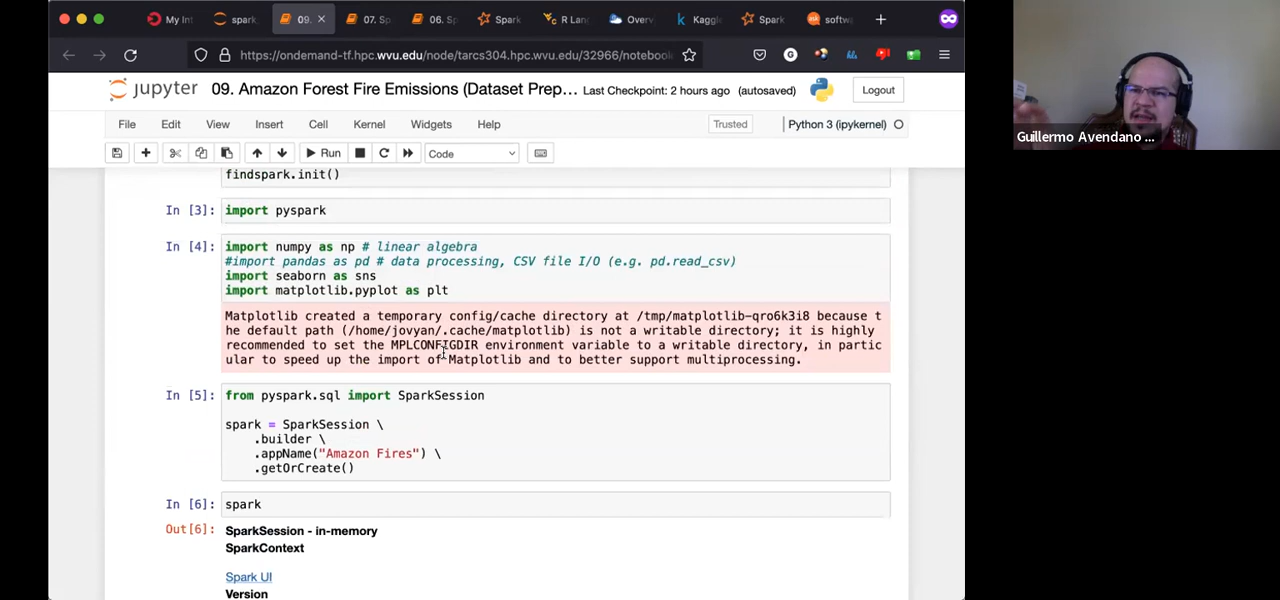 My Int
spark_
09.
07. Sp
06. Sp
Spark
R Lang
Overv
Kaggl
Spark
softwa
https://ondemand-tf.hpc.wvu.edu/node/tarcs304.hpc.wvu.edu/32966/notebook
jupyter 09. Amazon Forest Fire Emissions (Dataset Prep... Last Checkpoint: 2 hours ago (autosaved) Logout
File Edit View Insert Cell Kernel Widgets Help Trusted Python 3 (ipykernel)
Run Code
findspark.init()
In [3]: import pyspark
In [4]: import numpy as np # linear algebra
#import pandas as pd # data processing, CSV file I/O (e.g. pd.read_csv)
import seaborn as sns
import matplotlib.pyplot as plt
Matplotlib created a temporary config/cache directory at /tmp/matplotlib-qro6k3i8 because t
he default path (/home/jovyan/.cache/matplotlib) is not a writable directory; it is highly
recommended to set the MPLCONFIGDIR environment variable to a writable directory, in partic
ular to speed up the import of Matplotlib and to better support multiprocessing.
In [5]: from pyspark.sql import SparkSession
spark = SparkSession \
.builder \
.appName("Amazon Fires") \
.getOrCreate()
In [6]: spark
Out[6]: SparkSession - in-memory
SparkContext
Spark UI
Version
Guillermo Avendano ...